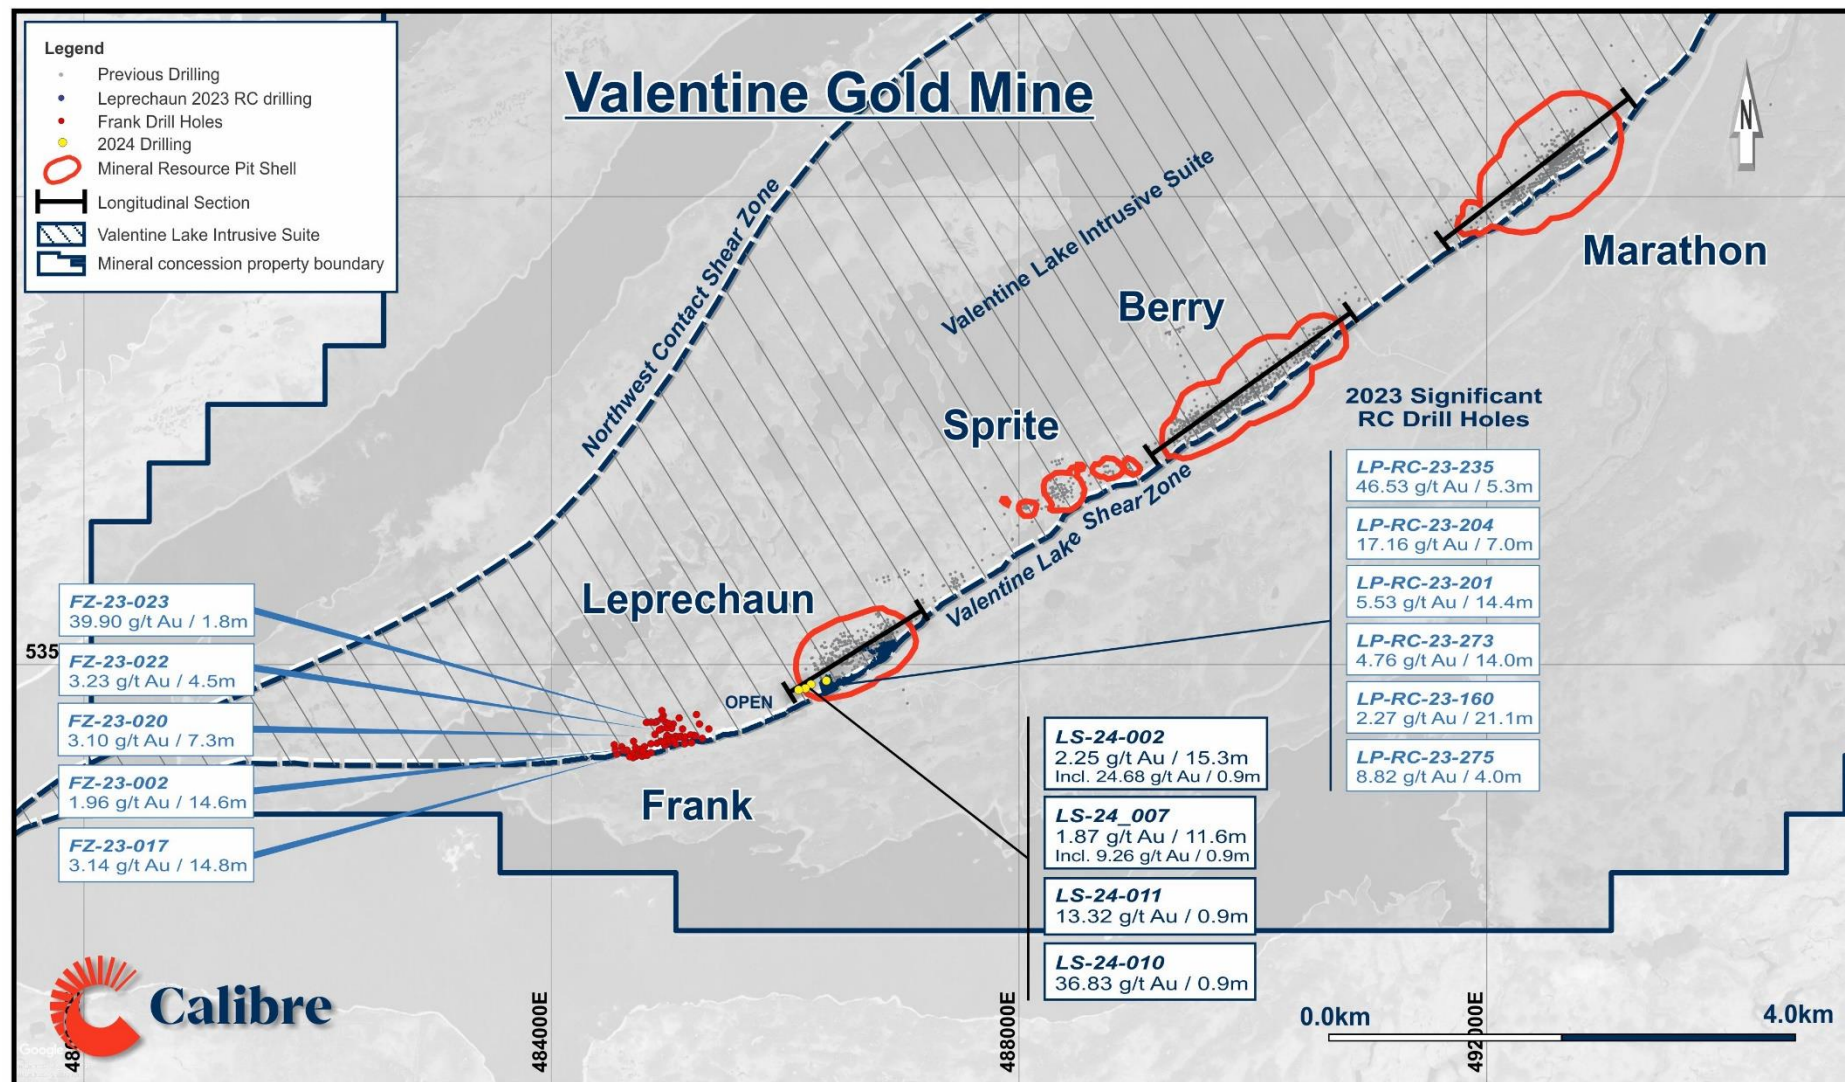 Legend
Previous Drilling
Leprechaun 2023 RC drilling
Frank Drill Holes
2024 Drilling
Mineral Resource Pit Shell
Longitudinal Section
Valentine Lake Intrusive Suite
Mineral concession property boundary
Valentine Gold Mine
N
Northwest Contact Shear Zone
Valentine Lake Intrusive Suite
Marathon
Berry
Sprite
Valentine Lake Shear Zone
Leprechaun
OPEN
Frank
2023 Significant
RC Drill Holes
LP-RC-23-235
46.53 g/t Au / 5.3m
LP-RC-23-204
17.16 g/t Au / 7.0m
LP-RC-23-201
5.53 g/t Au / 14.4m
LP-RC-23-273
4.76 g/t Au / 14.0m
LP-RC-23-160
2.27 g/t Au / 21.1m
LP-RC-23-275
8.82 g/t Au / 4.0m
535
FZ-23-023
39.90 g/t Au / 1.8m
FZ-23-022
3.23 g/t Au / 4.5m
FZ-23-020
3.10 g/t Au / 7.3m
FZ-23-002
1.96 g/t Au / 14.6m
FZ-23-017
3.14 g/t Au / 14.8m
LS-24-002
2.25 g/t Au / 15.3m
Incl. 24.68 g/t Au / 0.9m
LS-24_007
1.87 g/t Au / 11.6m
Incl. 9.26 g/t Au / 0.9m
LS-24-011
13.32 g/t Au / 0.9m
LS-24-010
36.83 g/t Au / 0.9m
Calibre
484000E
488000E
492000E
0.0km
4.0km